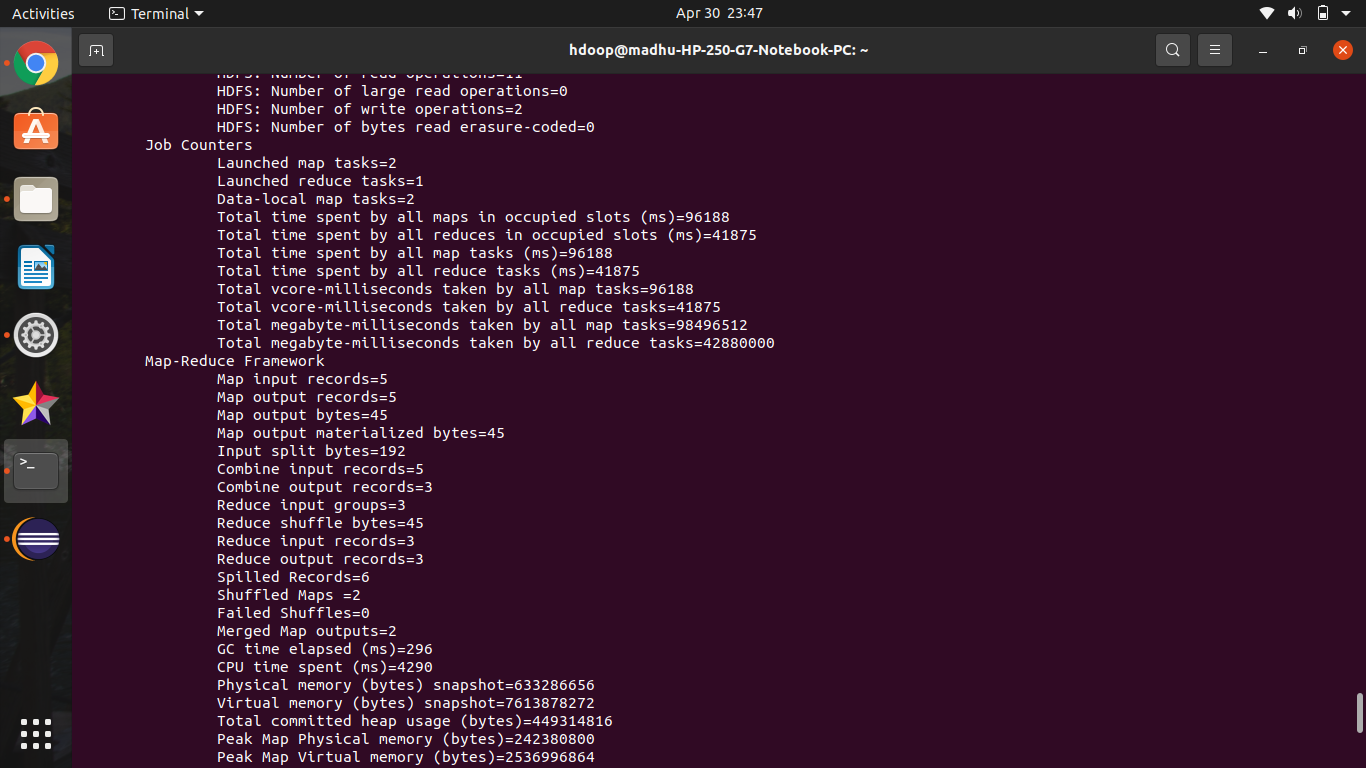 Activities
Terminal
Apr 30 23:47
hdoop@madhu-HP-250-G7-Notebook-PC: ~
HDFS: Number of read operations=11
HDFS: Number of large read operations=0
HDFS: Number of write operations=2
HDFS: Number of bytes read erasure-coded=0
Job Counters
Launched map tasks=2
Launched reduce tasks=1
Data-local map tasks=2
Total time spent by all maps in occupied slots (ms)=96188
Total time spent by all reduces in occupied slots (ms)=41875
Total time spent by all map tasks (ms)=96188
Total time spent by all reduce tasks (ms)=41875
Total vcore-milliseconds taken by all map tasks=96188
Total vcore-milliseconds taken by all reduce tasks=41875
Total megabyte-milliseconds taken by all map tasks=98496512
Total megabyte-milliseconds taken by all reduce tasks=42880000
Map-Reduce Framework
Map input records=5
Map output records=5
Map output bytes=45
Map output materialized bytes=45
Input split bytes=192
Combine input records=5
Combine output records=3
Reduce input groups=3
Reduce shuffle bytes=45
Reduce input records=3
Reduce output records=3
Spilled Records=6
Shuffled Maps =2
Failed Shuffles=0
Merged Map outputs=2
GC time elapsed (ms)=296
CPU time spent (ms)=4290
Physical memory (bytes) snapshot=633286656
Virtual memory (bytes) snapshot=7613878272
Total committed heap usage (bytes)=449314816
Peak Map Physical memory (bytes)=242380800
Peak Map Virtual memory (bytes)=2536996864